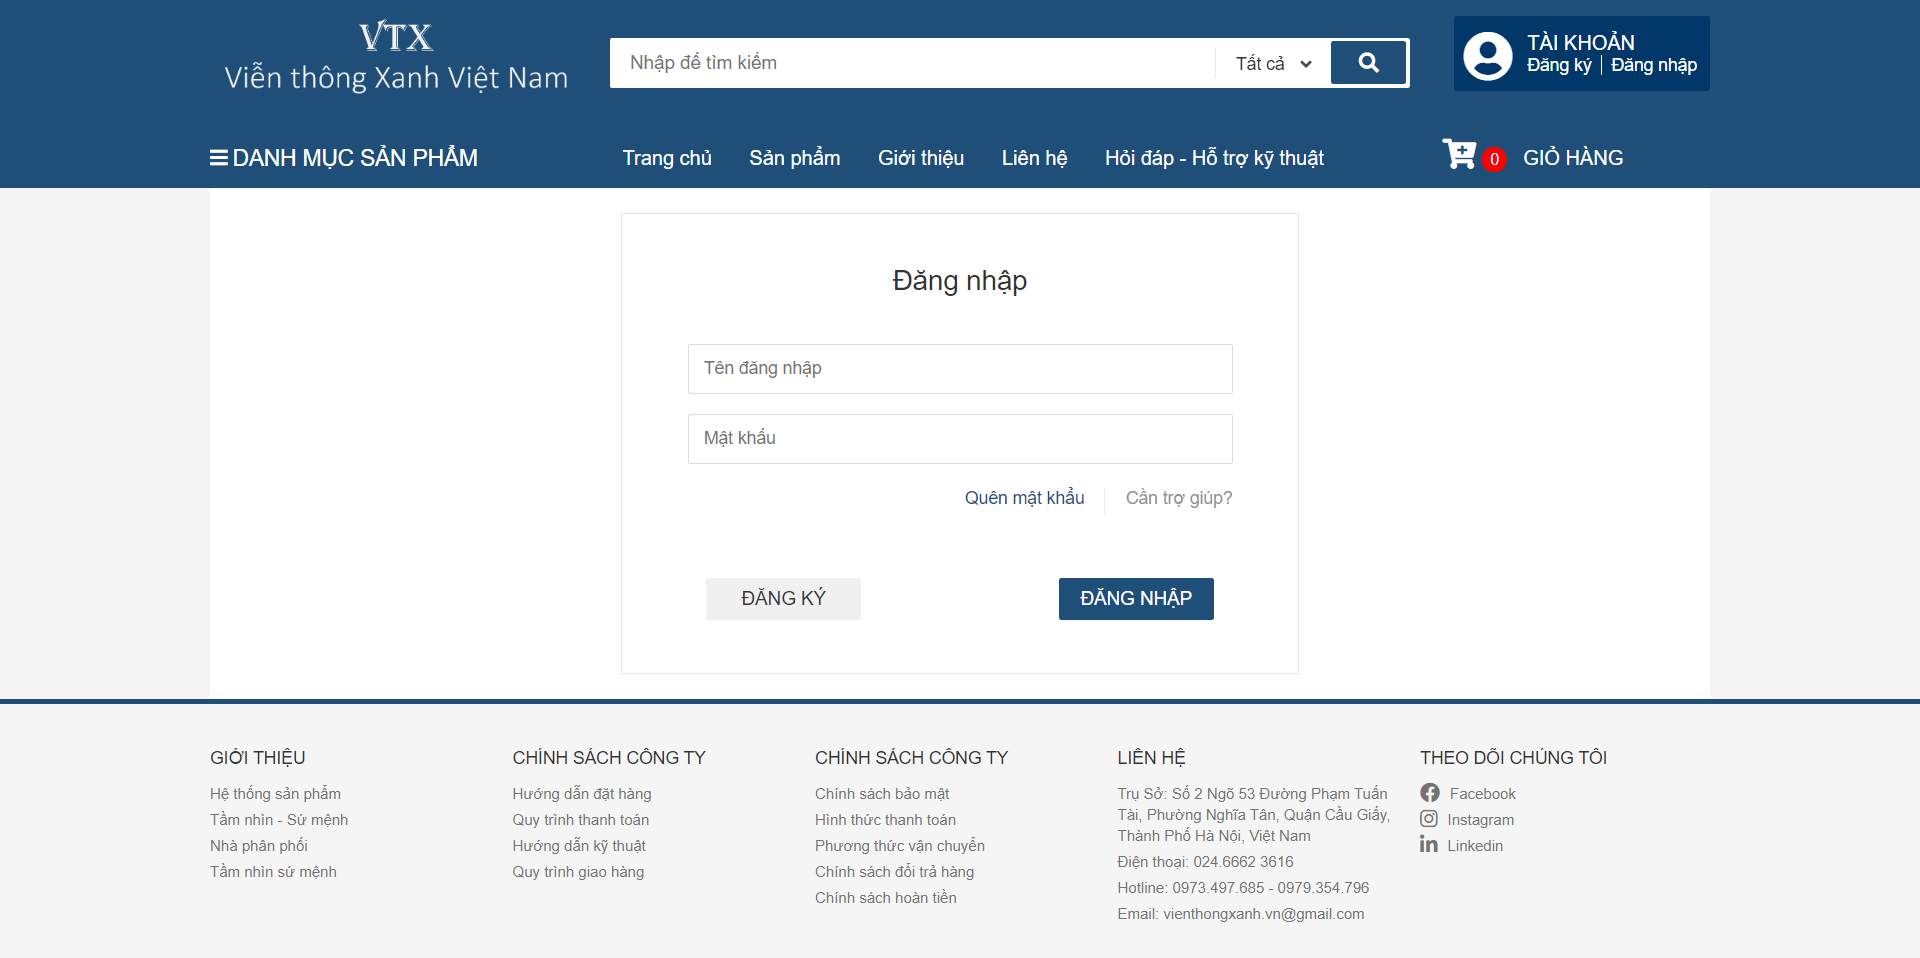 VTX
Viễn thông Xanh Việt Nam
Nhập để tìm kiếm
Tất cả
TÀI KHOẢN
Đăng ký
Đăng nhập
DANH MỤC SẢN PHẨM
Trang chủ
Sản phẩm
Giới thiệu
Liên hệ
Hỏi đáp - Hỗ trợ kỹ thuật
0
GIỎ HÀNG
Đăng nhập
Tên đăng nhập
Mật khẩu
Quên mật khẩu
Cần trợ giúp?
ĐĂNG KÝ
ĐĂNG NHẬP
GIỚI THIỆU
Hệ thống sản phẩm
Tầm nhìn - Sứ mệnh
Nhà phân phối
Tầm nhìn sứ mệnh
CHÍNH SÁCH CÔNG TY
Hướng dẫn đặt hàng
Quy trình thanh toán
Hướng dẫn kỹ thuật
Quy trình giao hàng
CHÍNH SÁCH CÔNG TY
Chính sách bảo mật
Hình thức thanh toán
Phương thức vận chuyển
Chính sách đổi trả hàng
Chính sách hoàn tiền
LIÊN HỆ
Trụ Sở: Số 2 Ngõ 53 Đường Phạm Tuấn
Tài, Phường Nghĩa Tân, Quận Cầu Giấy,
Thành Phố Hà Nội, Việt Nam
Điện thoại: 024.6662 3616
Hotline: 0973.497.685 - 0979.354.796
Email: vienthongxanh.vn@gmail.com
THEO DÕI CHÚNG TÔI
Facebook
Instagram
Linkedin